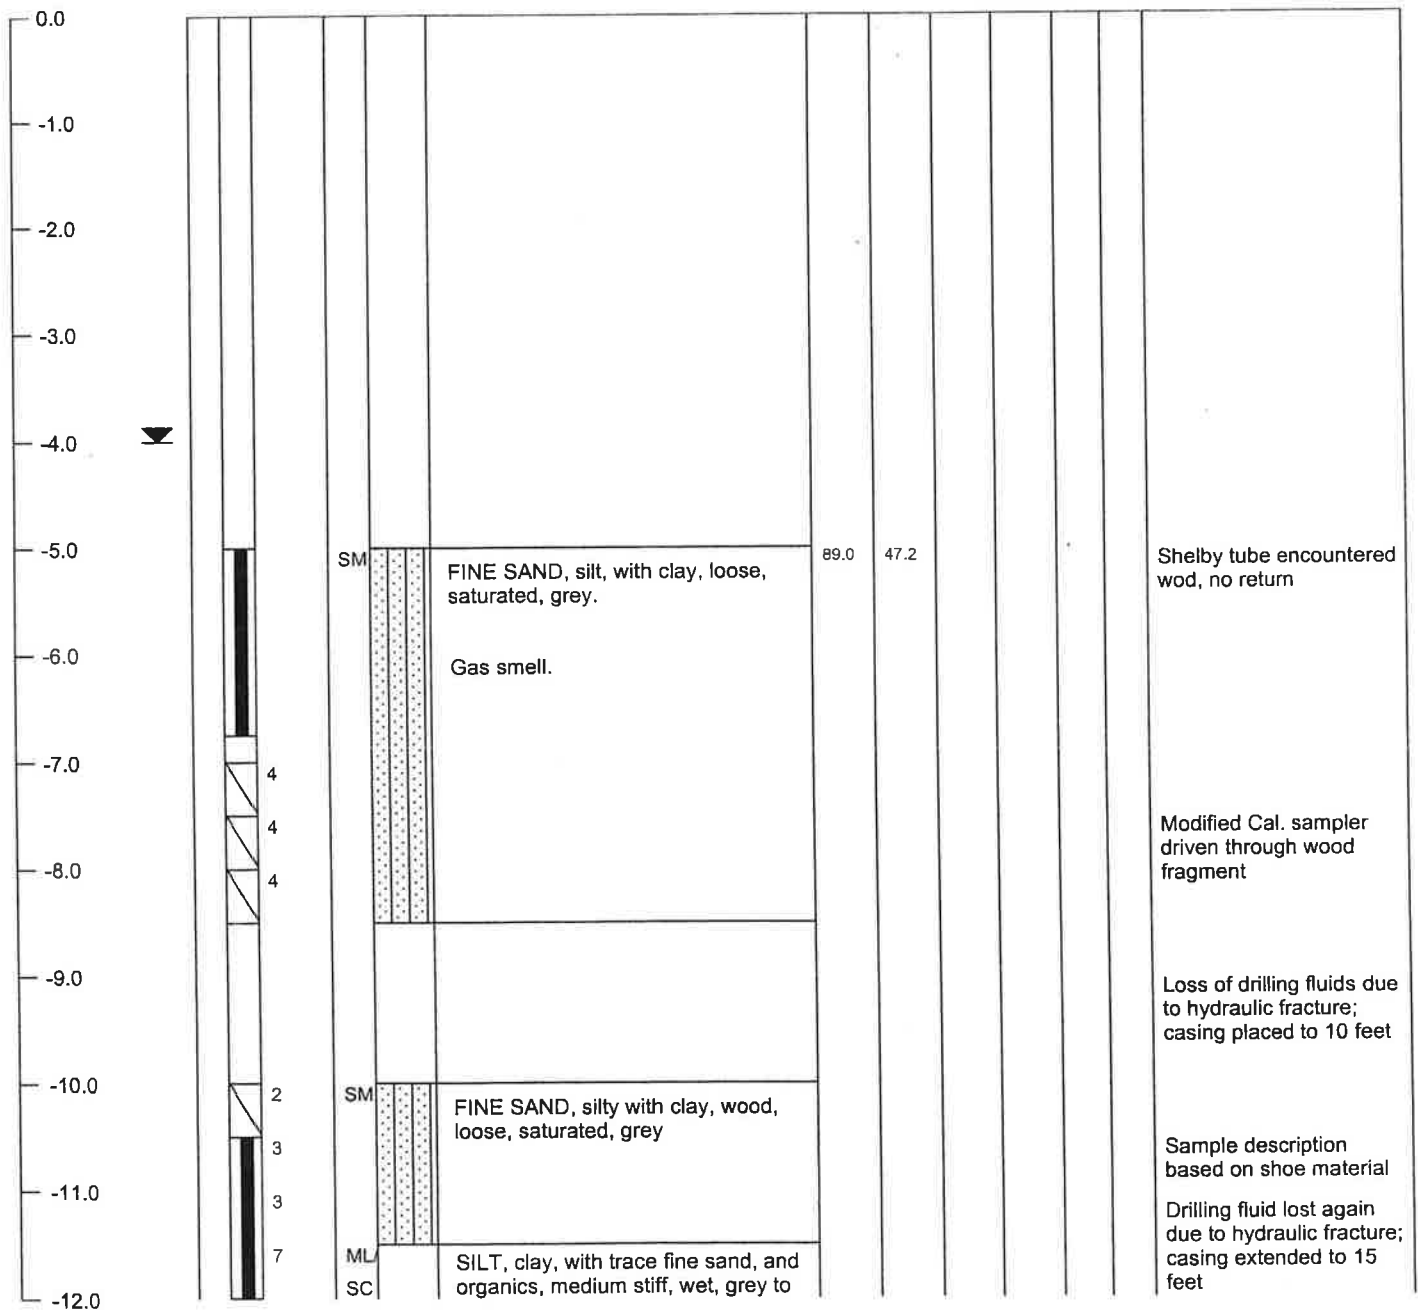 0.0
-1.0
-2.0
-3.0
-4.0
-5.0
SM
FINE SAND, silt, with clay, loose,
saturated, grey.
89.0
47.2
Shelby tube encountered
wod, no return
-6.0
Gas smell.
-7.0
4
4
Modified Cal. sampler
driven through wood
fragment
-8.0
4
-9.0
Loss of drilling fluids due
to hydraulic fracture;
casing placed to 10 feet
-10.0
2
SM
FINE SAND, silty with clay, wood,
loose, saturated, grey
3
Sample description
based on shoe material
-11.0
3
Drilling fluid lost again
due to hydraulic fracture;
casing extended to 15
feet
7
ML/
SC
SILT, clay, with trace fine sand, and
organics, medium stiff, wet, grey to
-12.0